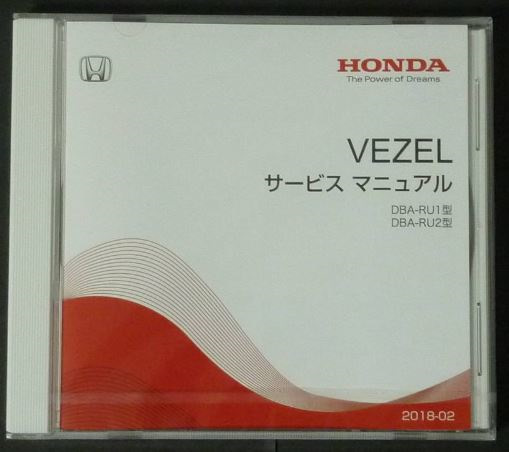 HONDA
The Power of Dreams
VEZEL
サービス マニュアル
DBA-RU1型
DBA-RU2型
2018-02